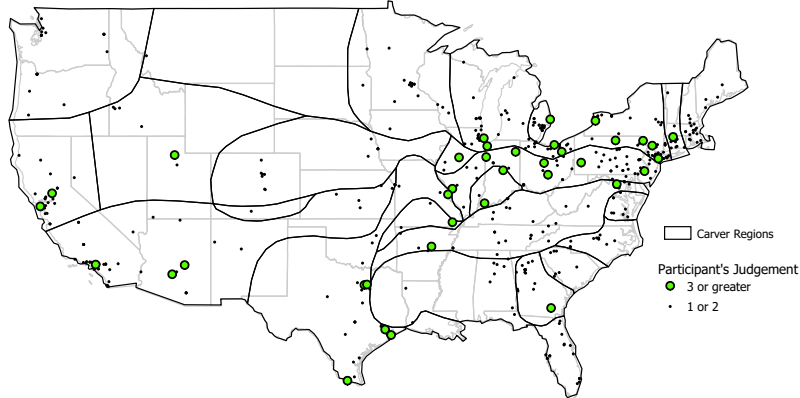 Carver Regions
Participant's Judgement
3 or greater
1 or 2